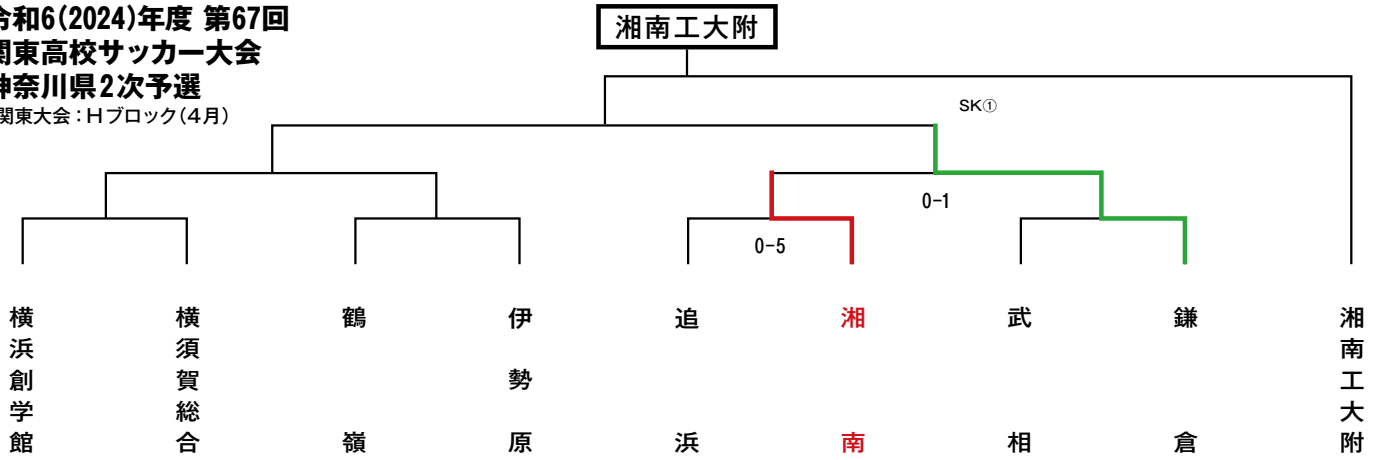 令和6(2024)年度 第67回
関東高校サッカー大会
神奈川県2次予選
関東大会:Hブロック(4月)
湘南工大附
SK①
0-1
0-5
横浜創学館
横須賀総合
鶴嶺
伊勢原
追浜
湘南
武相
鎌倉
湘南工大附